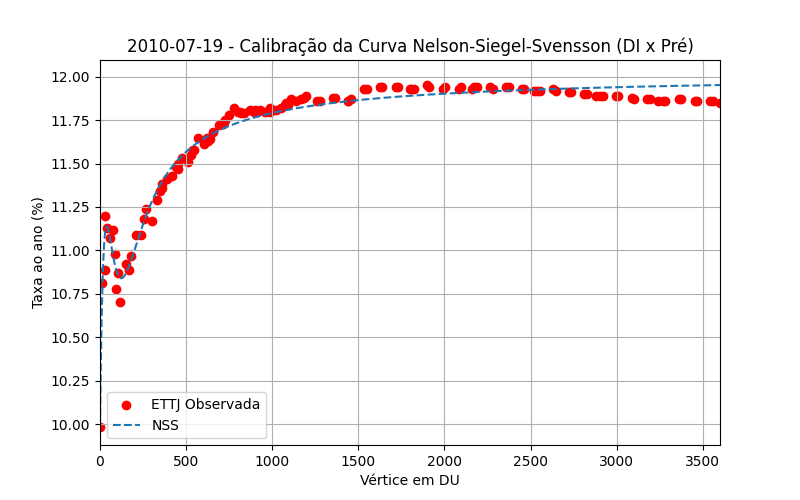 2010-07-19 - Calibração da Curva Nelson-Siegel-Svensson (DI x Pré)
Taxa ao ano (%)
12.00
11.75
11.50
11.25
11.00
10.75
10.50
10.25
10.00
ETTJ Observada
NSS
0 500 1000 1500 2000 2500 3000 3500
Vértice em DU